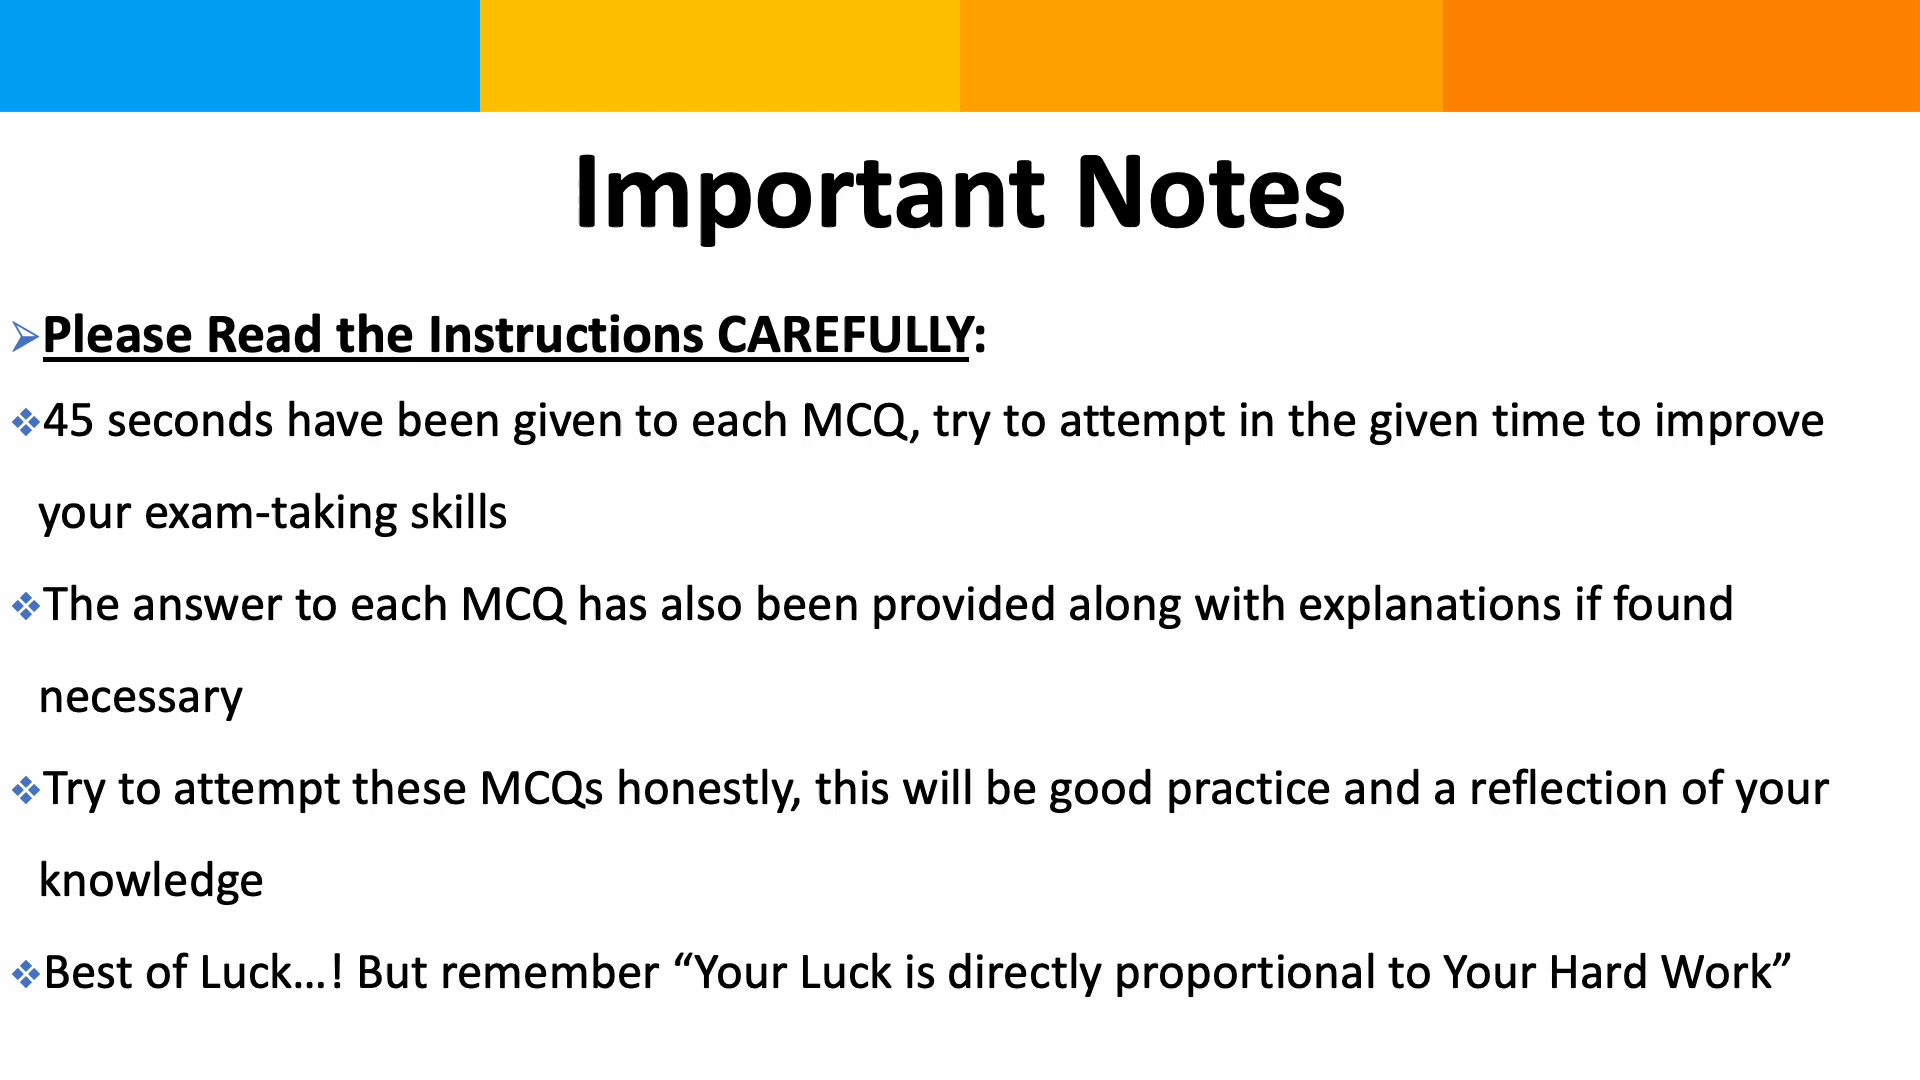 Important Notes
➢Please Read the Instructions CAREFULLY:
❖45 seconds have been given to each MCQ, try to attempt in the given time to improve
your exam-taking skills
❖The answer to each MCQ has also been provided along with explanations if found
necessary
❖Try to attempt these MCQs honestly, this will be good practice and a reflection of your
knowledge
❖Best of Luck…! But remember “Your Luck is directly proportional to Your Hard Work”